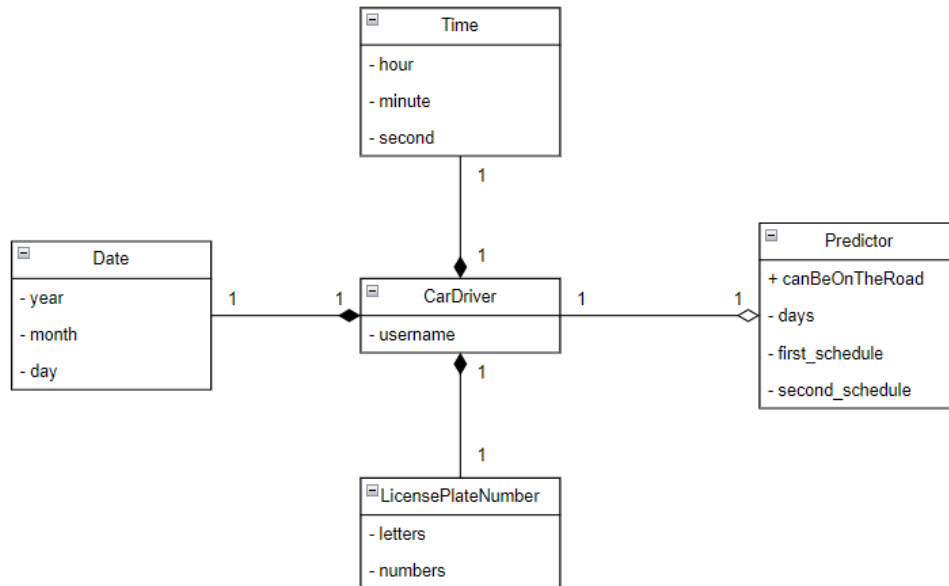 Time
- hour
- minute
- second
1
1
Date
- year
- month
- day
1
1
CarDriver
- username
1
1
Predictor
+ canBeOnTheRoad
- days
- first_schedule
- second_schedule
1
1
LicensePlateNumber
- letters
- numbers